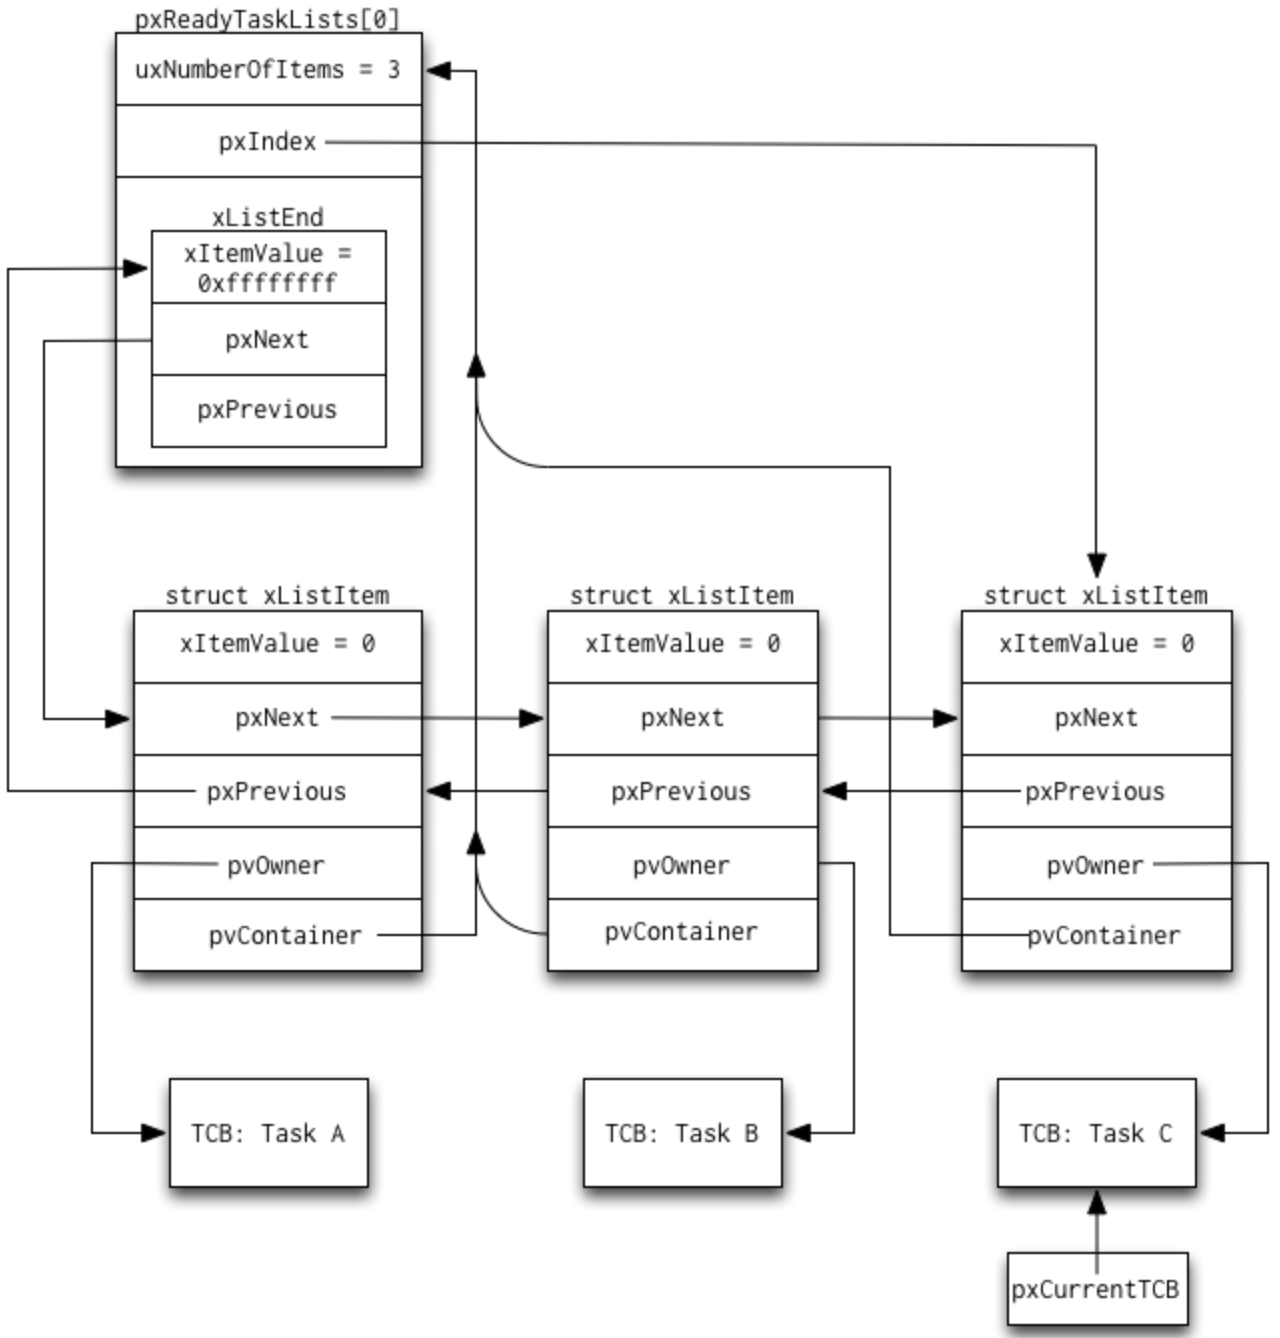 pxReadyTaskLists[0]
uxNumberOfItems = 3
pxIndex
xListEnd
xItemValue =
0xffffffff
pxNext
pxPrevious
struct xListItem
xItemValue = 0
pxNext
pxPrevious
pvOwner
pvContainer
struct xListItem
xItemValue = 0
pxNext
pxPrevious
pvOwner
pvContainer
struct xListItem
xItemValue = 0
pxNext
pxPrevious
pvOwner
pvContainer
TCB: Task A
TCB: Task B
TCB: Task C
pxCurrentTCB